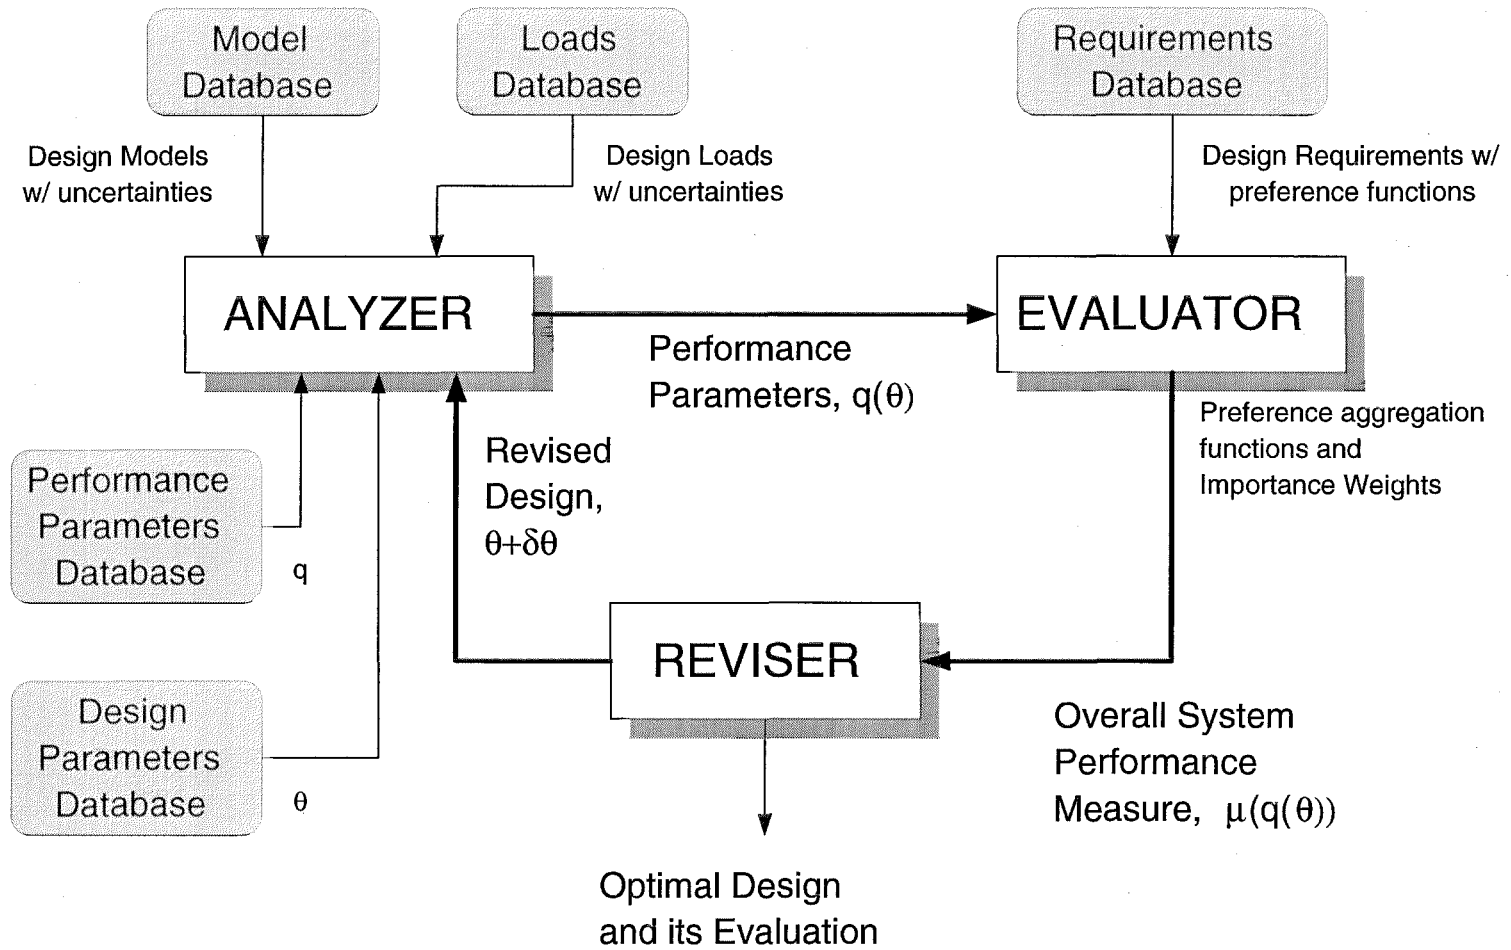 Model
Database
Loads
Database
Requirements
Database
Design Models
w/ uncertainties
Design Loads
w/ uncertainties
Design Requirements w/
preference functions
ANALYZER
EVALUATOR
Performance
Parameters, q(θ)
Preference aggregation
functions and
Importance Weights
Revised
Design,
θ+δθ
Performance
Parameters
Database
q
REVISER
Design
Parameters
Database
θ
Overall System
Performance
Measure, μ(q(θ))
Optimal Design
and its Evaluation